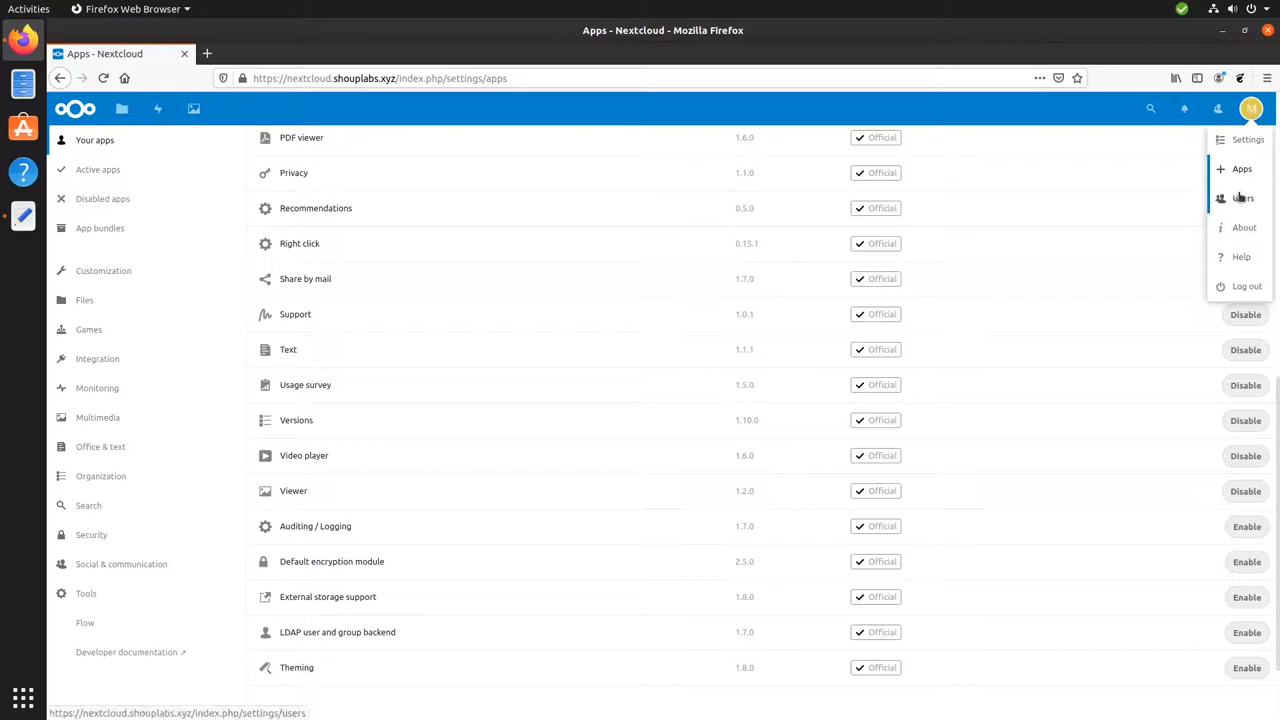 Activities
Firefox Web Browser
Apps - Nextcloud - Mozilla Firefox
Apps - Nextcloud
https://nextcloud.shouplabs.xyz/index.php/settings/apps
M
Your apps
Active apps
Disabled apps
App bundles
Customization
Files
Games
Integration
Monitoring
Multimedia
Office & text
Organization
Search
Security
Social & communication
Tools
Flow
Developer documentation ↗
PDF viewer 1.6.0 Official
Privacy 1.1.0 Official
Recommendations 0.5.0 Official
Right click 0.15.1 Official
Share by mail 1.7.0 Official
Support 1.0.1 Official Disable
Text 1.1.1 Official Disable
Usage survey 1.5.0 Official Disable
Versions 1.10.0 Official Disable
Video player 1.6.0 Official Disable
Viewer 1.2.0 Official Disable
Auditing / Logging 1.7.0 Official Enable
Default encryption module 2.5.0 Official Enable
External storage support 1.8.0 Official Enable
LDAP user and group backend 1.7.0 Official Enable
Theming 1.8.0 Official Enable
Settings
Apps
Users
About
Help
Log out
https://nextcloud.shouplabs.xyz/index.php/settings/users